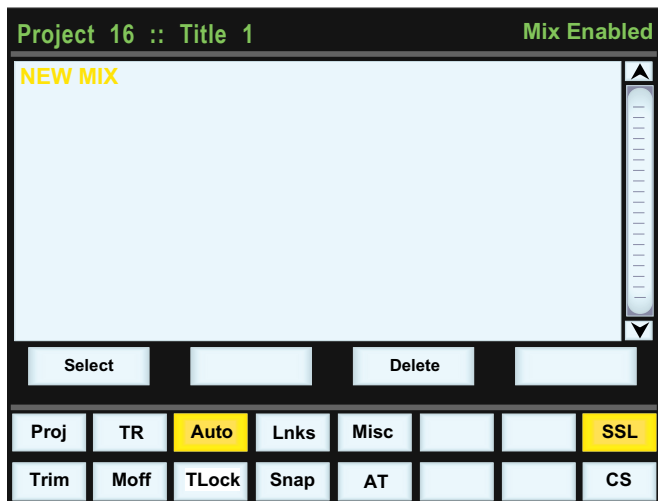 Project 16 :: Title 1 Mix Enabled
NEW MIX
Select Delete
Proj TR Auto Lnks Misc SSL
Trim Moff TLock Snap AT CS